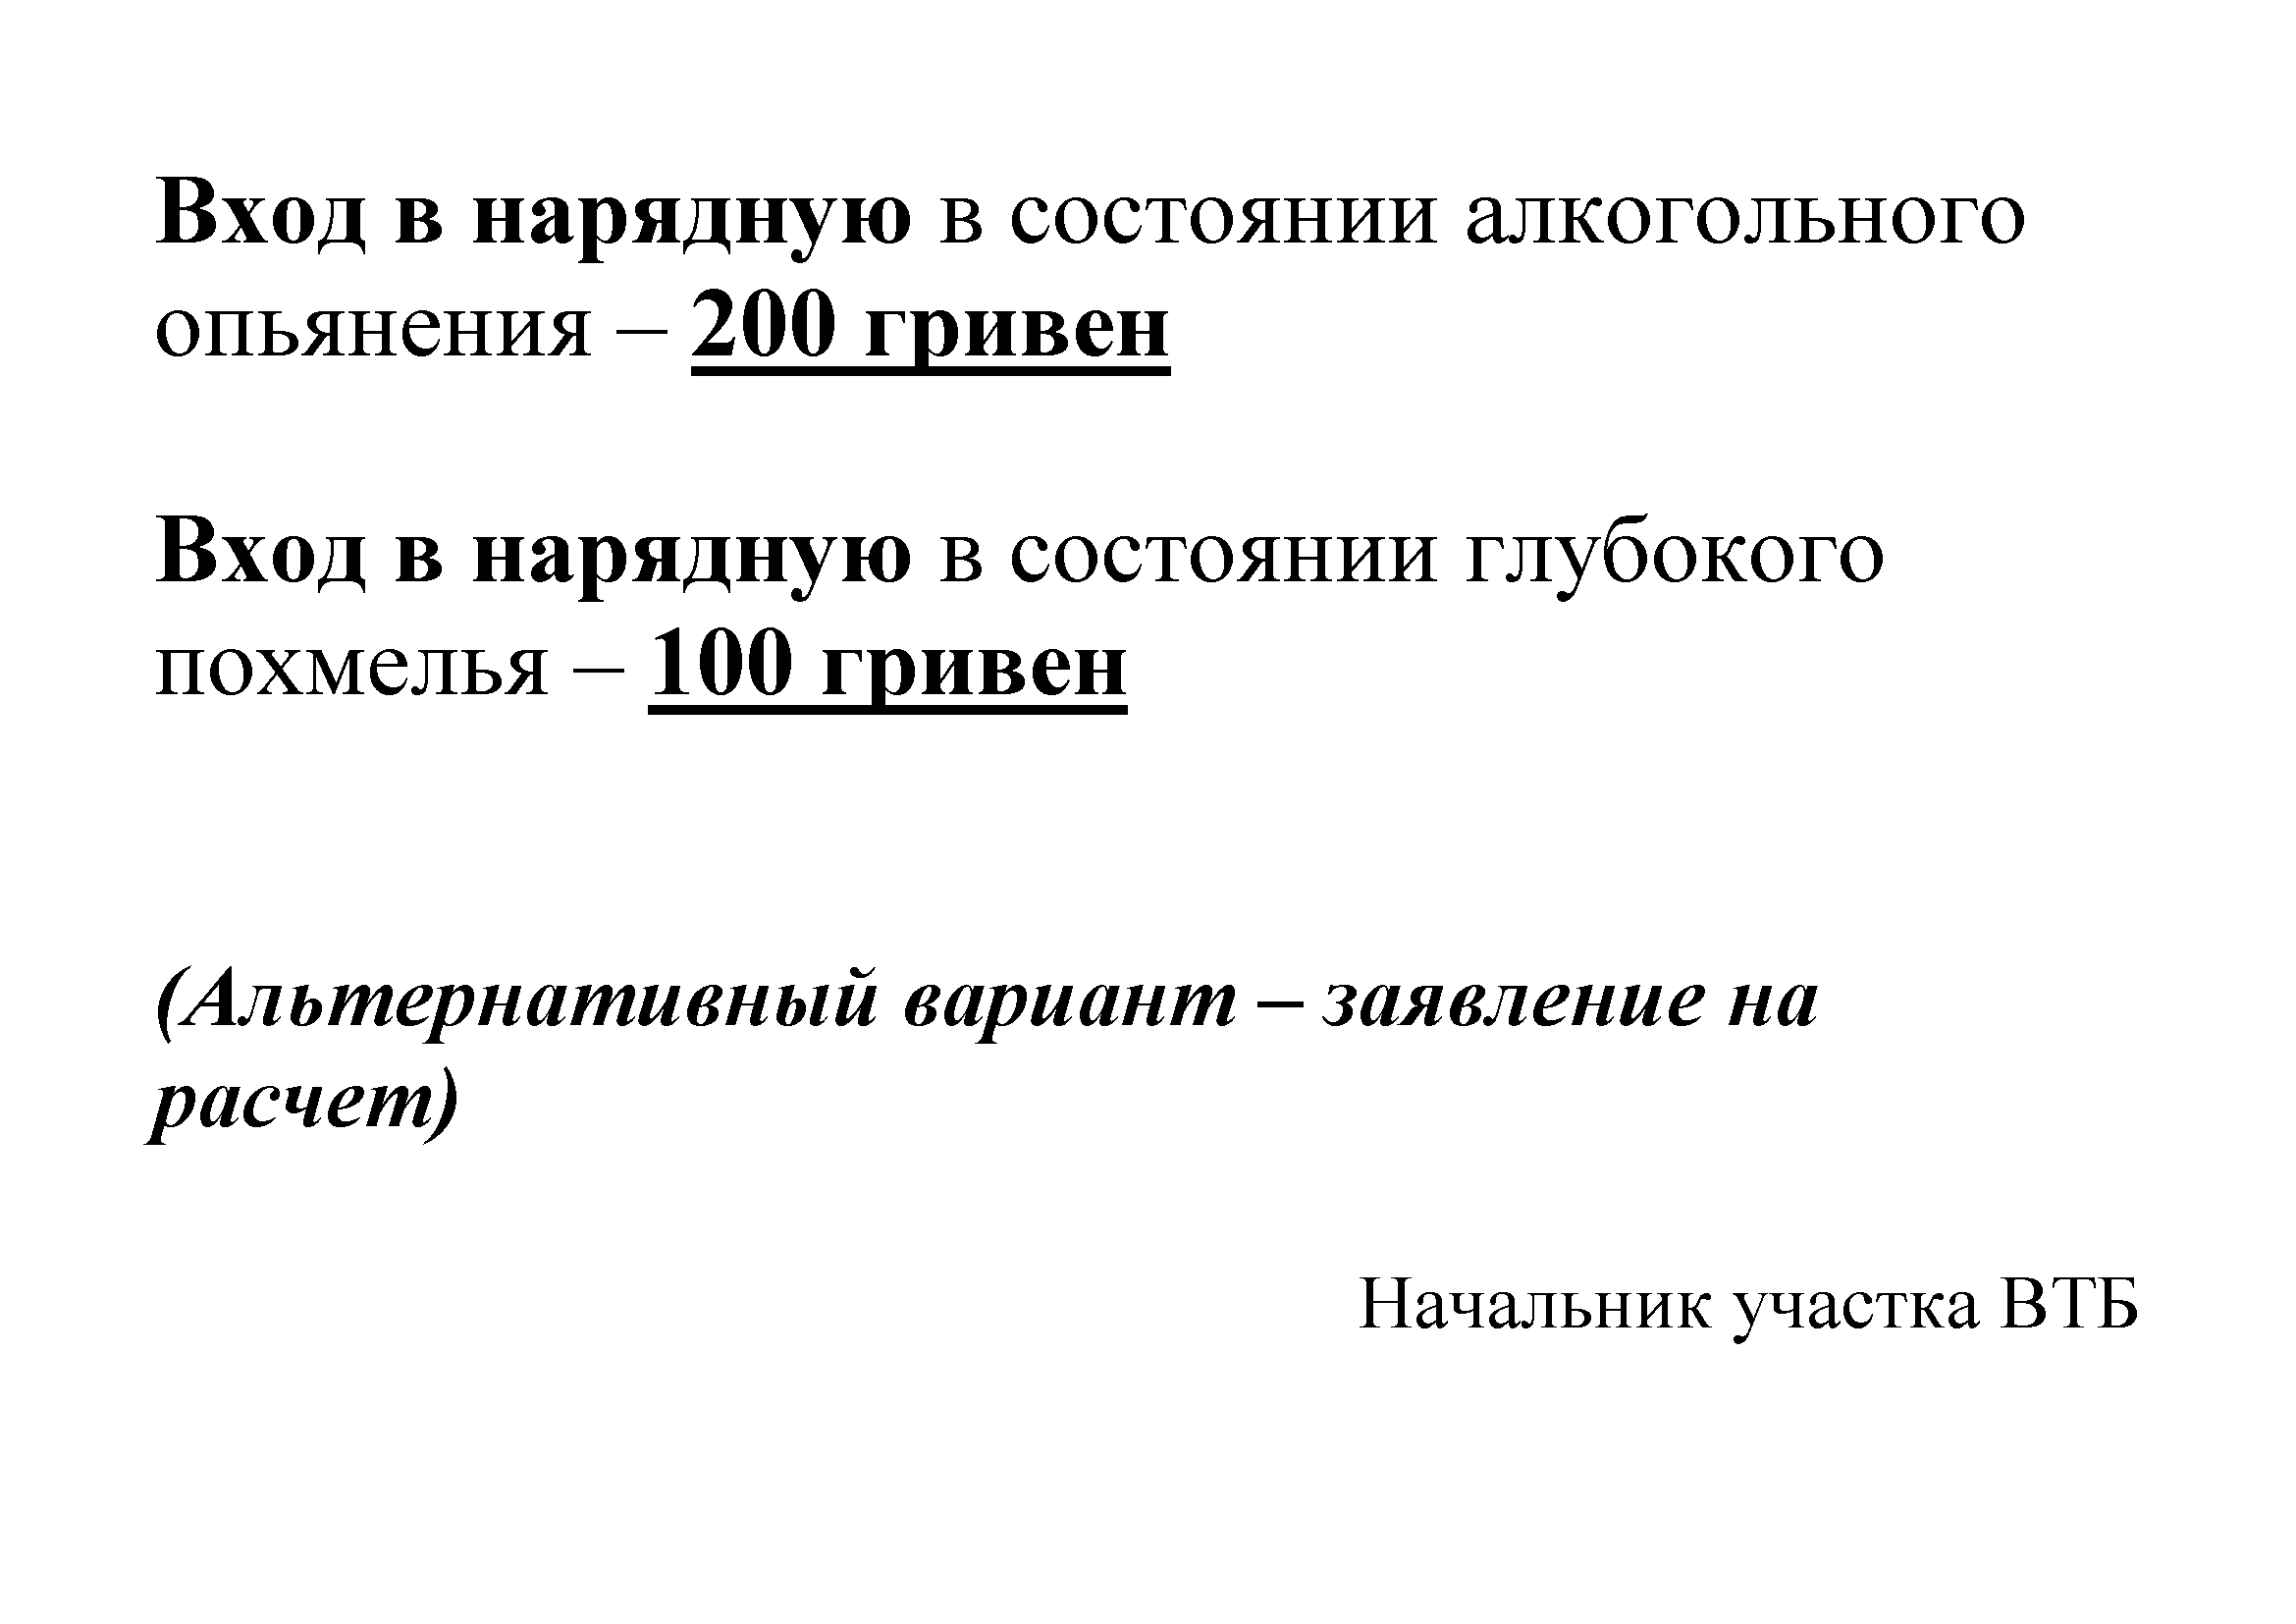 Вход в нарядную в состоянии алкогольного
опьянения – 200 гривен
Вход в нарядную в состоянии глубокого
похмелья – 100 гривен
(Альтернативный вариант – заявление на
расчет)
Начальник участка ВТБ